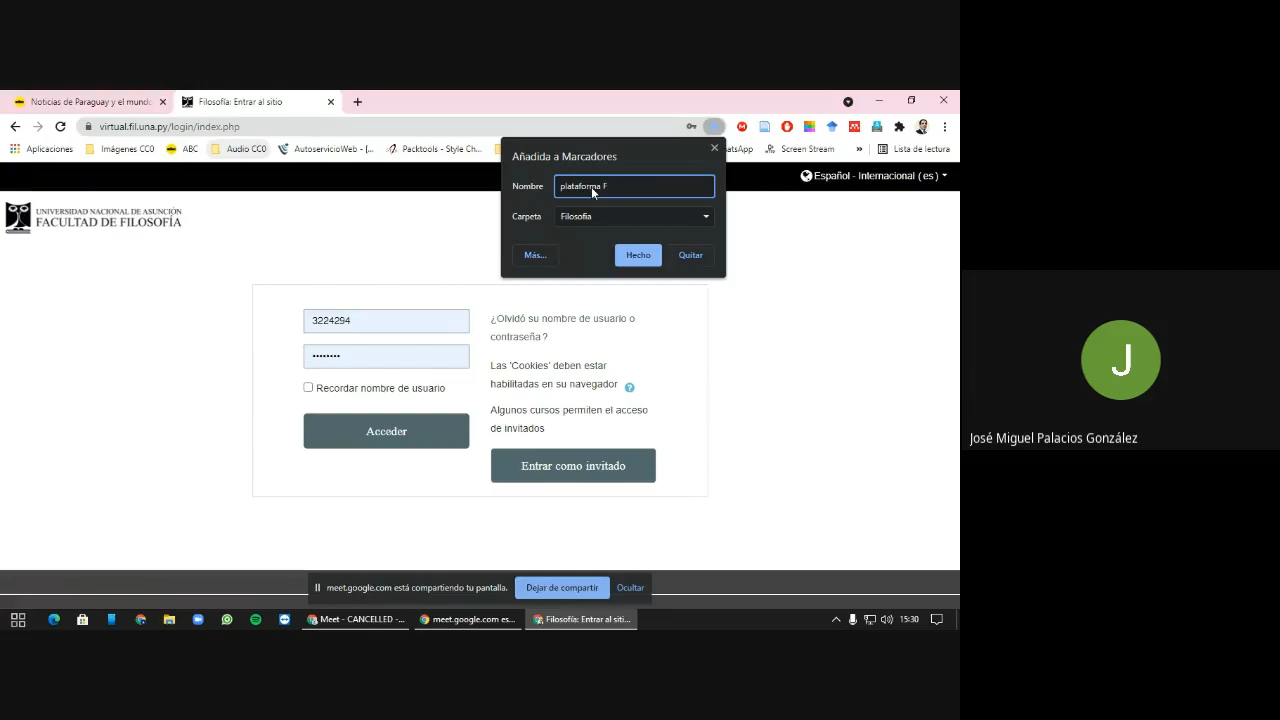 Noticias de Paraguay y el mundo
Filosofía: Entrar al sitio
virtual.fil.una.py/login/index.php
Aplicaciones
Imágenes CC0
ABC
Audio CC0
AutoservicioWeb - [...
Packtools - Style Ch...
Screen Stream
»
Lista de lectura
Añadida a Marcadores
Nombre
plataforma F
Carpeta
Filosofia
Más...
Hecho
Quitar
Español - Internacional ( es )
UNIVERSIDAD NACIONAL DE ASUNCIÓN
FACULTAD DE FILOSOFÍA
3224294
••••••••
Recordar nombre de usuario
Acceder
¿Olvidó su nombre de usuario o
contraseña?
Las 'Cookies' deben estar
habilitadas en su navegador
Algunos cursos permiten el acceso
de invitados
Entrar como invitado
meet.google.com está compartiendo tu pantalla.
Dejar de compartir
Ocultar
Meet - CANCELLED -...
meet.google.com es...
Filosofía: Entrar al siti...
15:30
J
José Miguel Palacios González